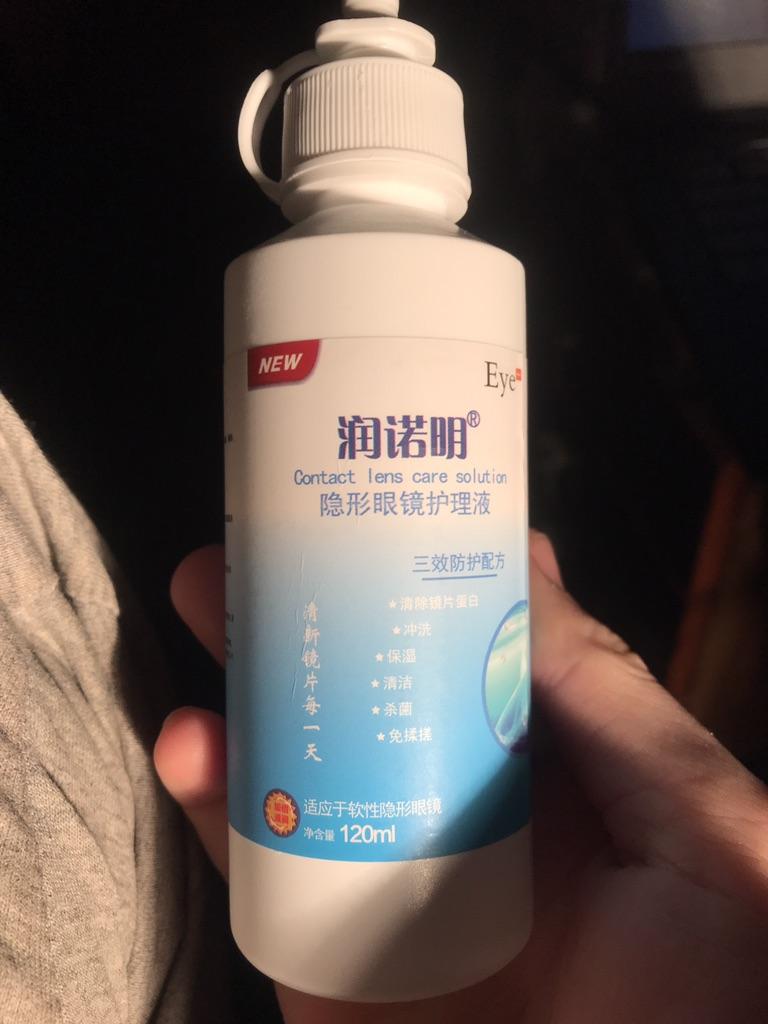 NEW
Eye
润诺明®
Contact lens care solution
隐形眼镜护理液
三效防护配方
★清除镜片蛋白
★冲洗
★保湿
★清洁
★杀菌
★免揉搓
清新镜片每一天
适应于软性隐形眼镜
净含量 120ml